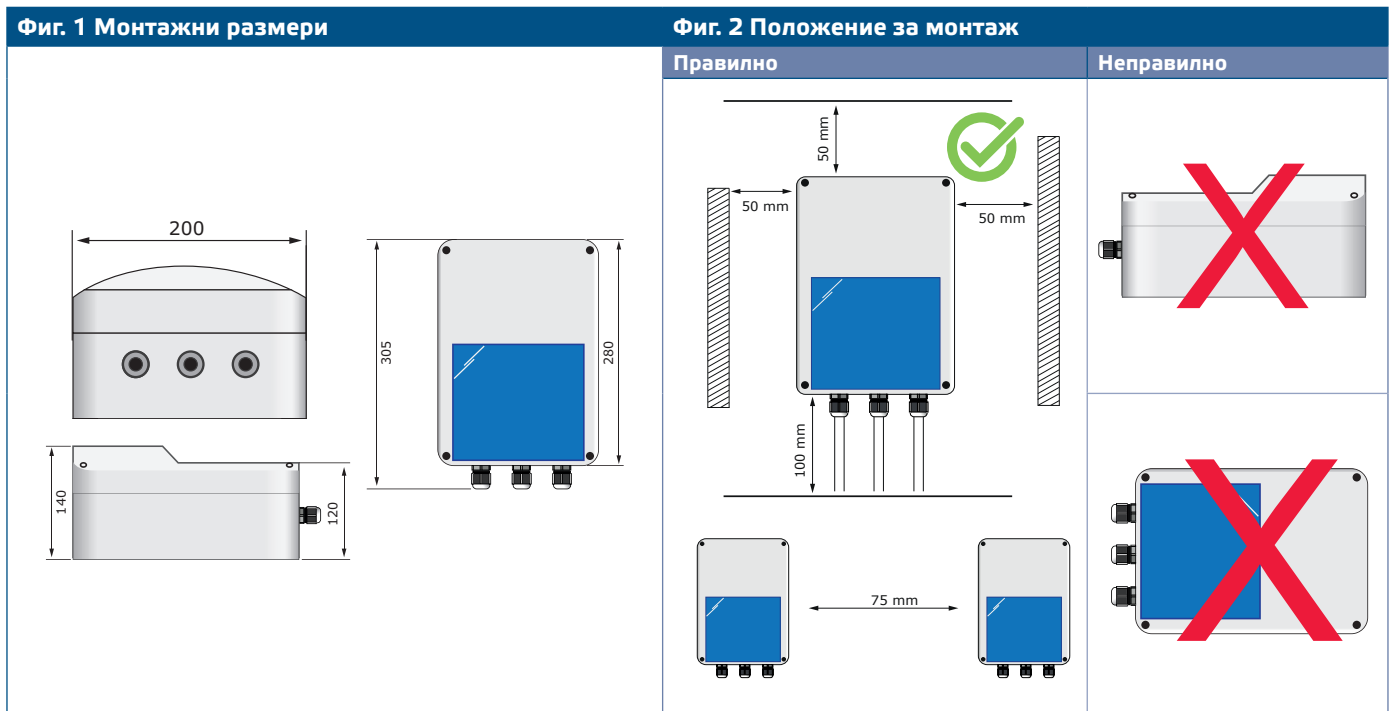 Фиг. 1 Монтажни размери
200
305
280
140
120
Фиг. 2 Положение за монтаж
Правилно
Неправилно
50 mm
50 mm
50 mm
100 mm
75 mm